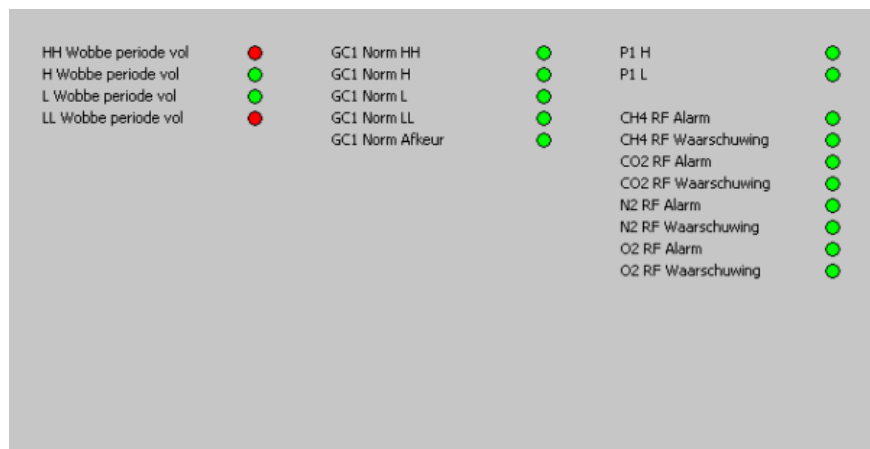 HH Wobbe periode vol
H Wobbe periode vol
L Wobbe periode vol
LL Wobbe periode vol
GC1 Norm HH
GC1 Norm H
GC1 Norm L
GC1 Norm LL
GC1 Norm Afkeur
P1 H
P1 L
CH4 RF Alarm
CH4 RF Waarschuwing
CO2 RF Alarm
CO2 RF Waarschuwing
N2 RF Alarm
N2 RF Waarschuwing
O2 RF Alarm
O2 RF Waarschuwing